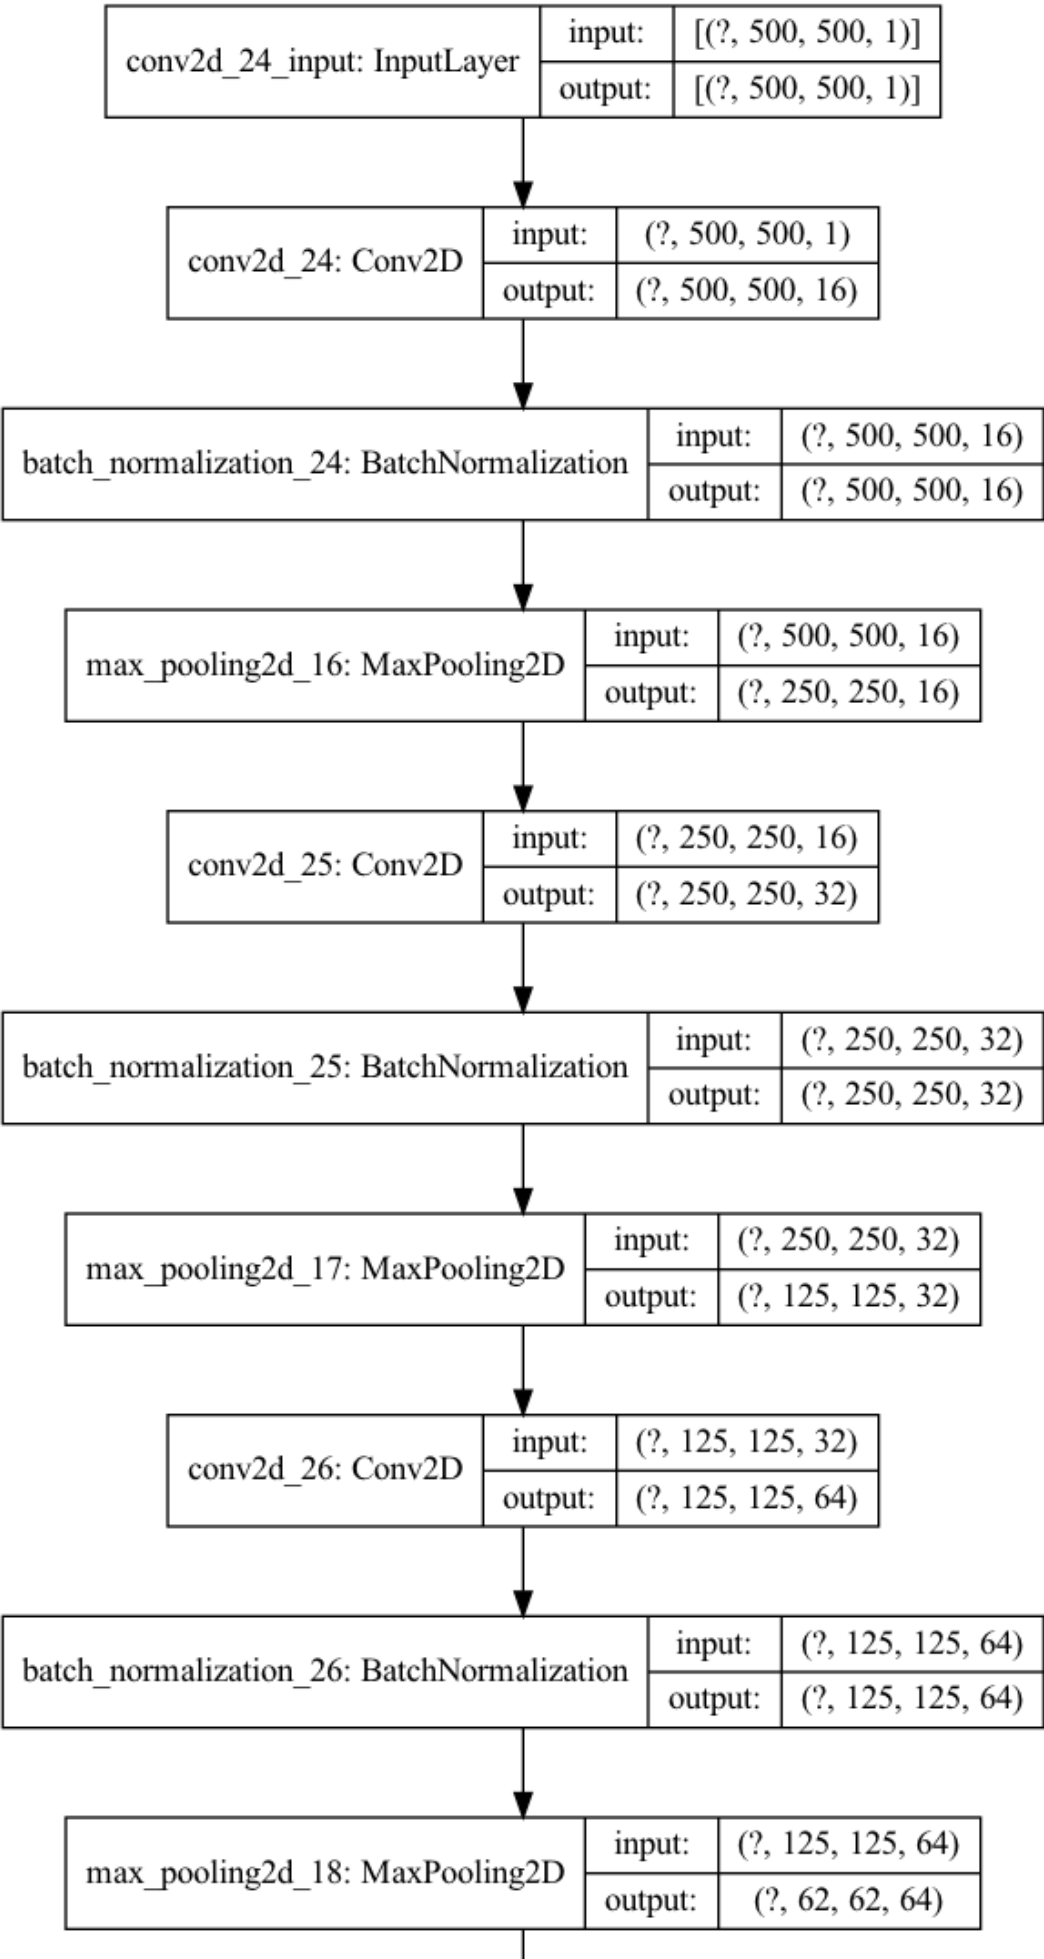 conv2d_24_input: InputLayer
input:
[(?, 500, 500, 1)]
output:
[(?, 500, 500, 1)]
conv2d_24: Conv2D
input:
(?, 500, 500, 1)
output:
(?, 500, 500, 16)
batch_normalization_24: BatchNormalization
input:
(?, 500, 500, 16)
output:
(?, 500, 500, 16)
max_pooling2d_16: MaxPooling2D
input:
(?, 500, 500, 16)
output:
(?, 250, 250, 16)
conv2d_25: Conv2D
input:
(?, 250, 250, 16)
output:
(?, 250, 250, 32)
batch_normalization_25: BatchNormalization
input:
(?, 250, 250, 32)
output:
(?, 250, 250, 32)
max_pooling2d_17: MaxPooling2D
input:
(?, 250, 250, 32)
output:
(?, 125, 125, 32)
conv2d_26: Conv2D
input:
(?, 125, 125, 32)
output:
(?, 125, 125, 64)
batch_normalization_26: BatchNormalization
input:
(?, 125, 125, 64)
output:
(?, 125, 125, 64)
max_pooling2d_18: MaxPooling2D
input:
(?, 125, 125, 64)
output:
(?, 62, 62, 64)